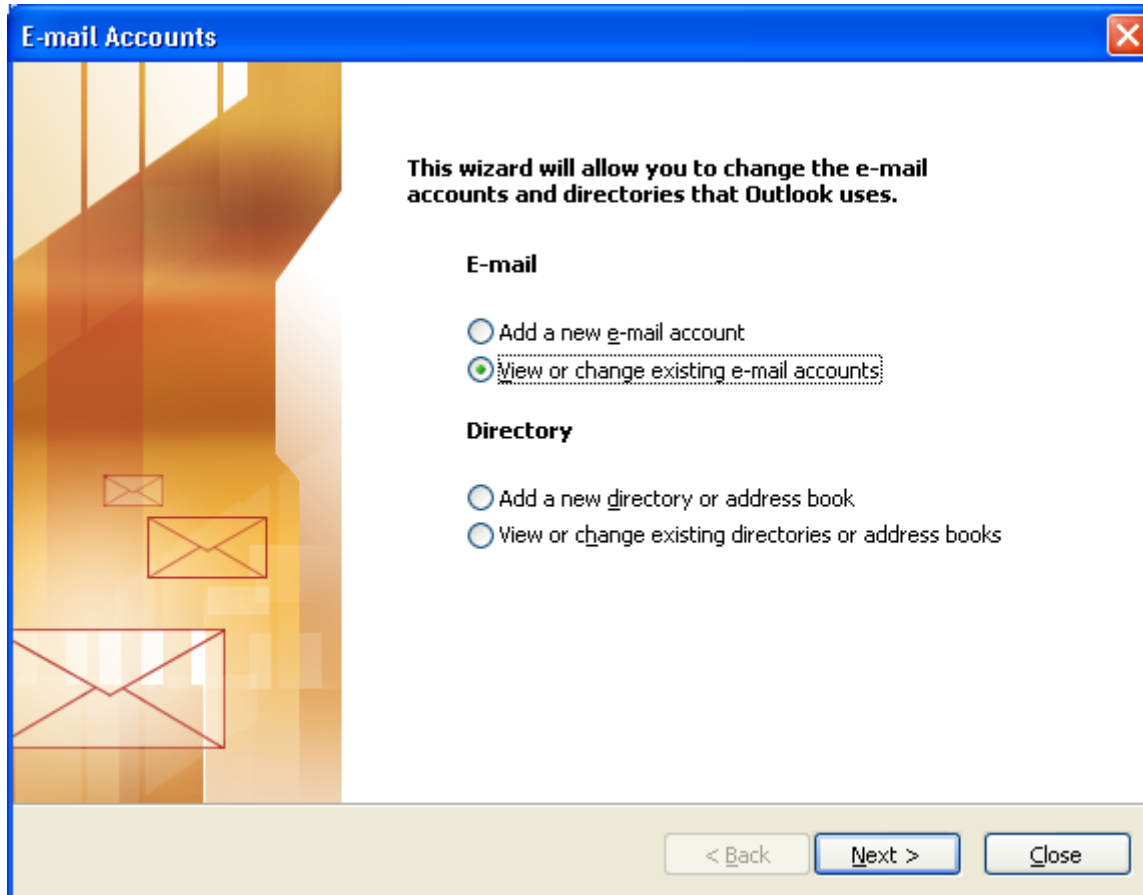 E-mail Accounts
This wizard will allow you to change the e-mail
accounts and directories that Outlook uses.
E-mail
Add a new e-mail account
View or change existing e-mail accounts
Directory
Add a new directory or address book
View or change existing directories or address books
< Back
Next >
Close